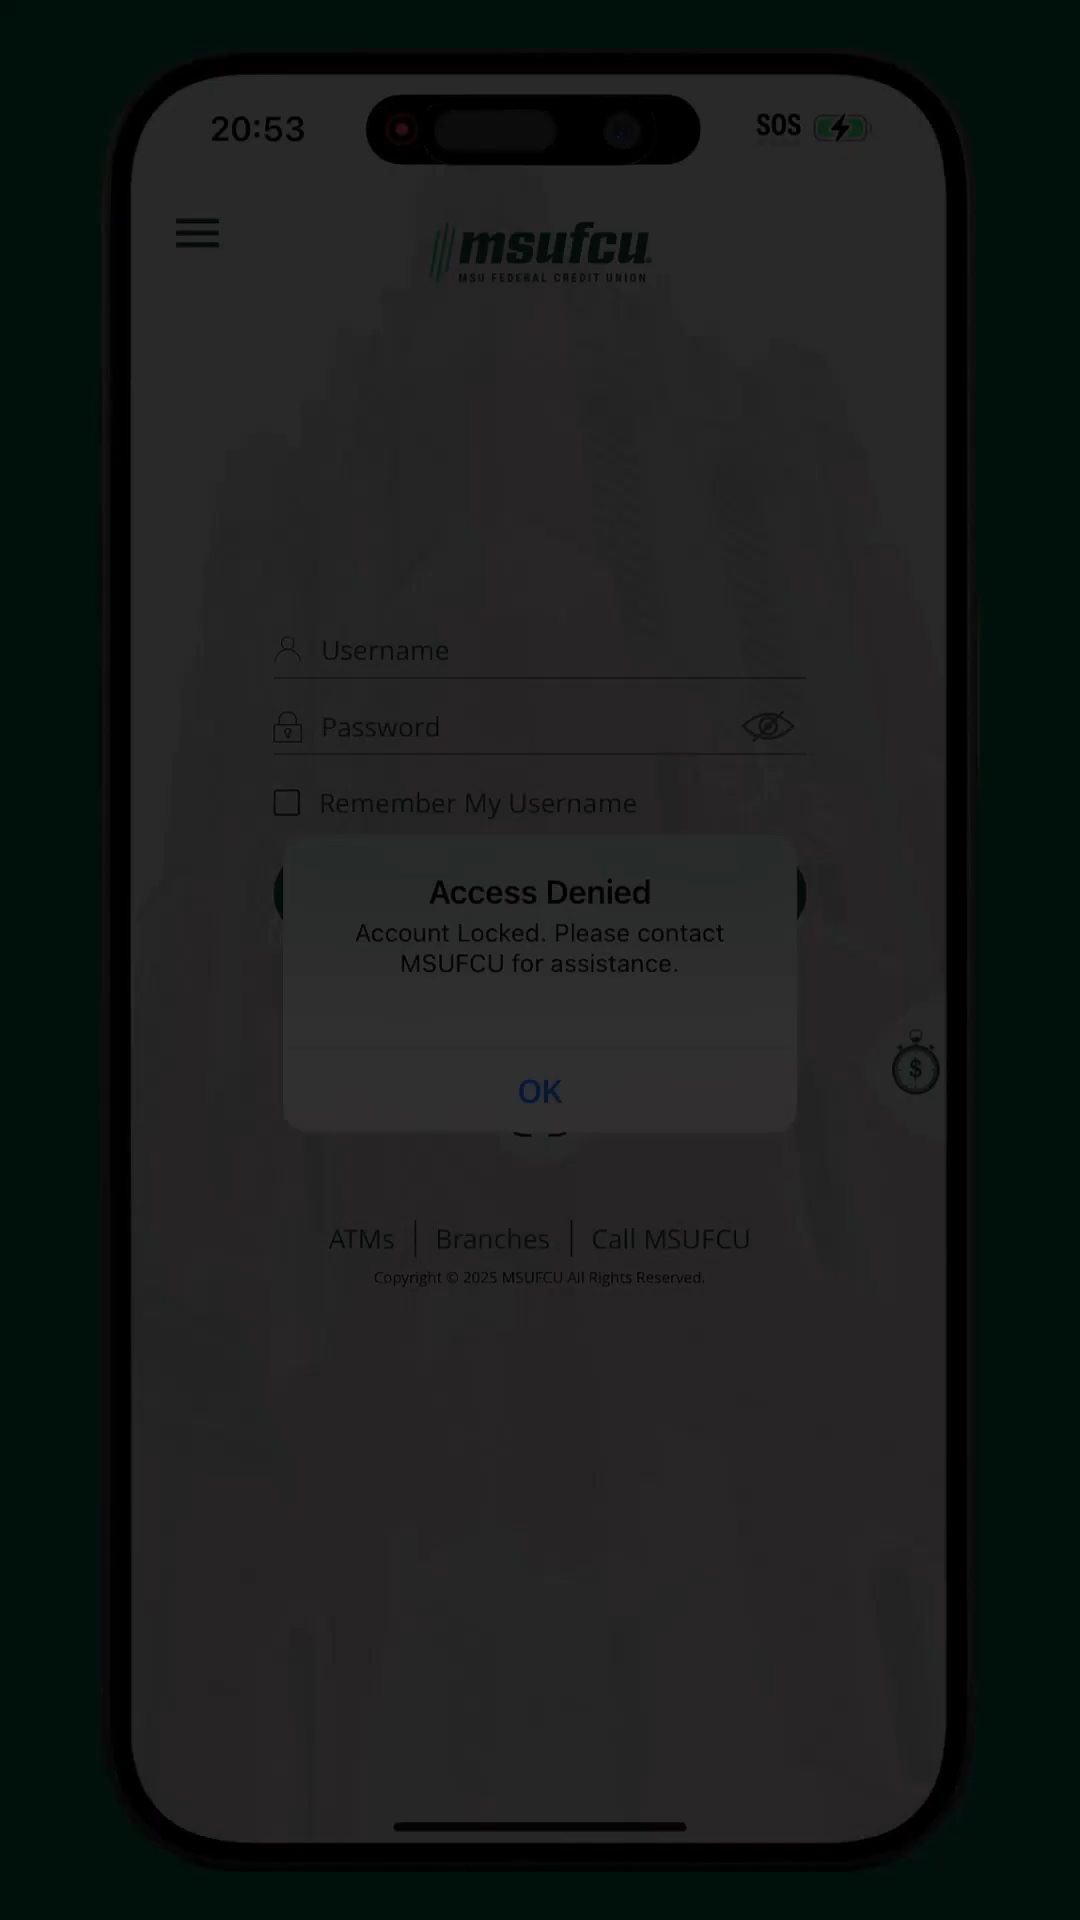 20:53
SOS
msufcu.
MSU FEDERAL CREDIT UNION
Username
Password
Remember My Username
Access Denied
Account Locked. Please contact
MSUFCU for assistance.
$
OK
ATMs | Branches | Call MSUFCU
Copyright © 2025 MSUFCU All Rights Reserved.